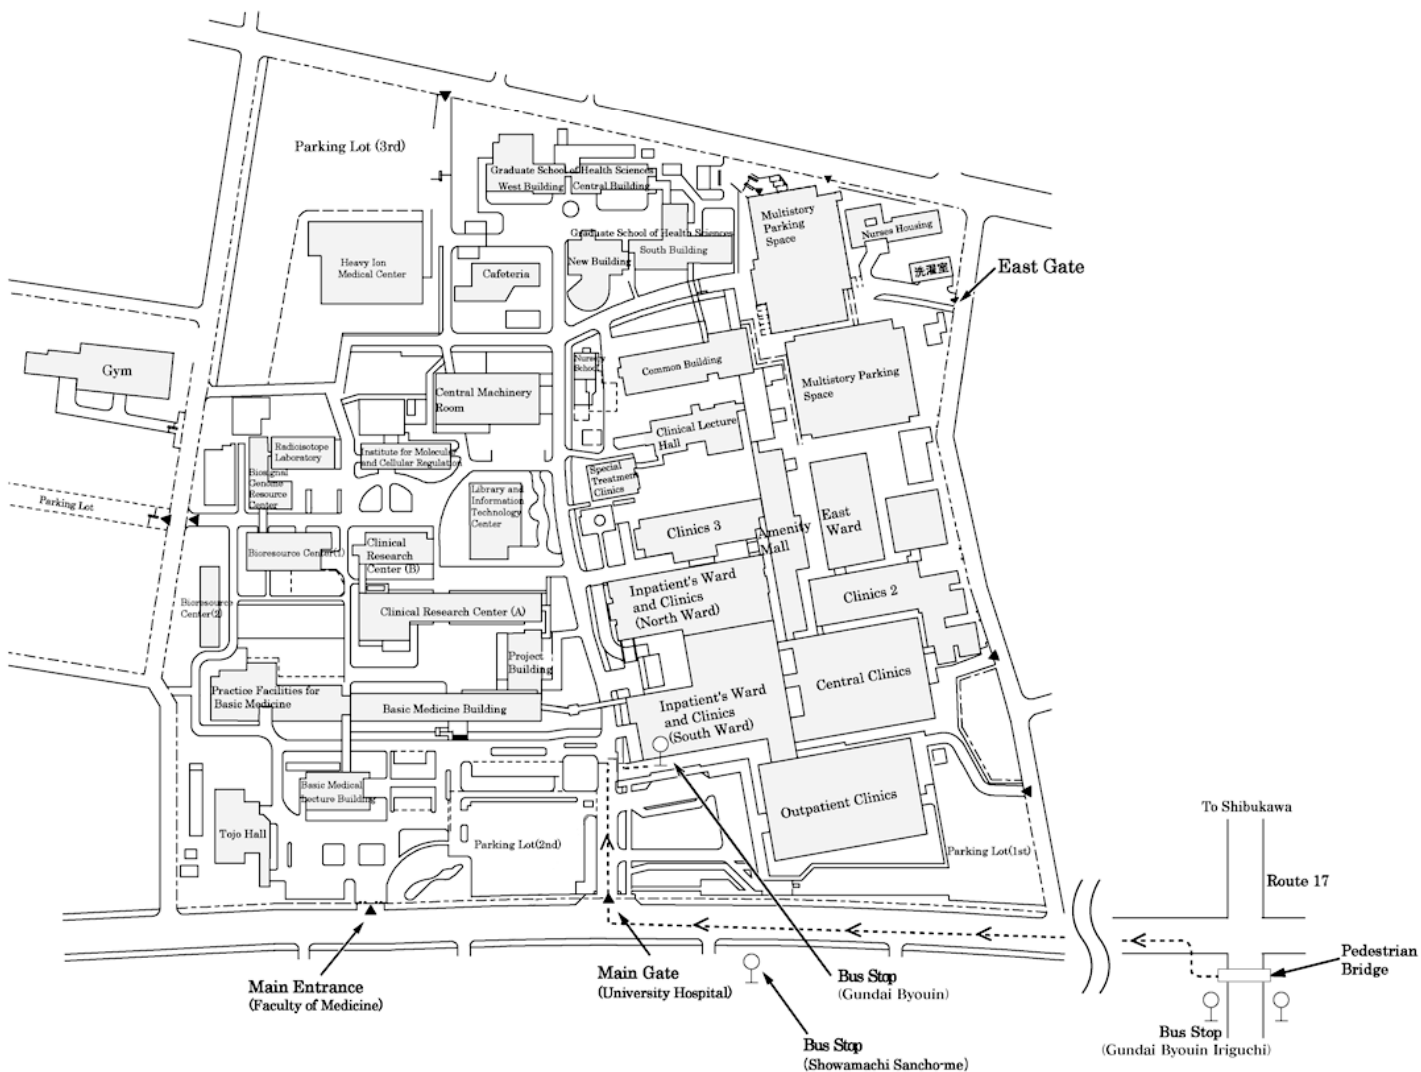 Parking Lot (3rd)
Graduate School of Health Sciences
West Building
Central Building
Multistory
Parking
Space
Nurses Housing
Graduate School of Health Sciences
South Building
New Building
Heavy Ion
Medical Center
Cafeteria
洗濯室
East Gate
Gym
Nursery
School
Common Building
Multistory Parking
Space
Central Machinery
Room
Clinical Lecture
Hall
Radioisotope
Laboratory
Institute for Molecular
and Cellular Regulation
Biosignal
Genome
Resource
Center
Special
Treatment
Clinics
Library and
Information
Technology
Center
Parking Lot
Clinics 3
Amenity
Mall
East
Ward
Bioresource Center(1)
Clinical
Research
Center (B)
Inpatient's Ward
and Clinics
(North Ward)
Clinics 2
Bioresource
Center(2)
Clinical Research Center (A)
Project
Building
Central Clinics
Practice Facilities for
Basic Medicine
Basic Medicine Building
Inpatient's Ward
and Clinics
(South Ward)
Basic Medical
Lecture Building
Outpatient Clinics
To Shibukawa
Tojo Hall
Parking Lot(2nd)
Parking Lot(1st)
Route 17
Main Entrance
(Faculty of Medicine)
Main Gate
(University Hospital)
Bus Stop
(Gundai Byouin)
Pedestrian
Bridge
Bus Stop
(Showamachi Sancho-me)
Bus Stop
(Gundai Byouin Iriguchi)